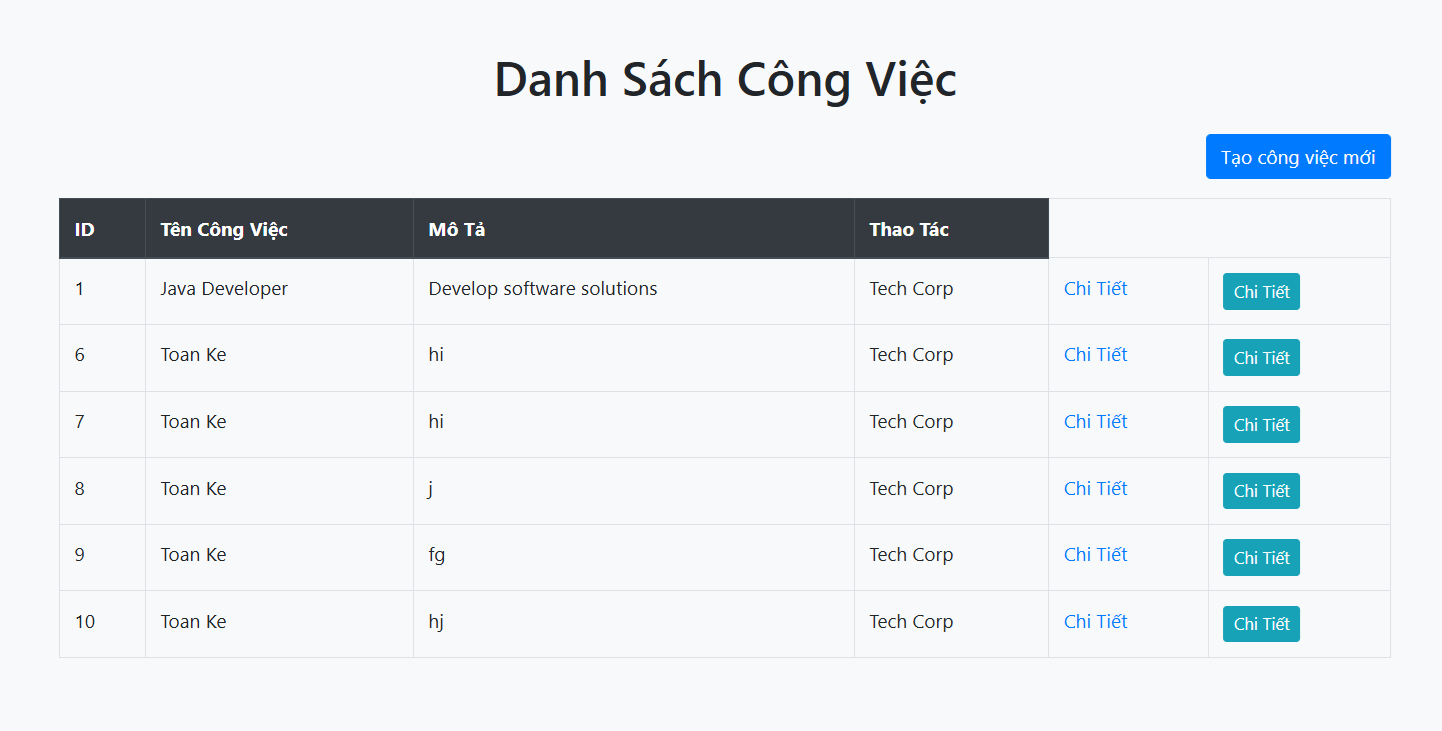 Danh Sách Công Việc
Tạo công việc mới
ID Tên Công Việc Mô Tả Thao Tác
1 Java Developer Develop software solutions Tech Corp Chi Tiết Chi Tiết
6 Toan Ke hi Tech Corp Chi Tiết Chi Tiết
7 Toan Ke hi Tech Corp Chi Tiết Chi Tiết
8 Toan Ke j Tech Corp Chi Tiết Chi Tiết
9 Toan Ke fg Tech Corp Chi Tiết Chi Tiết
10 Toan Ke hj Tech Corp Chi Tiết Chi Tiết